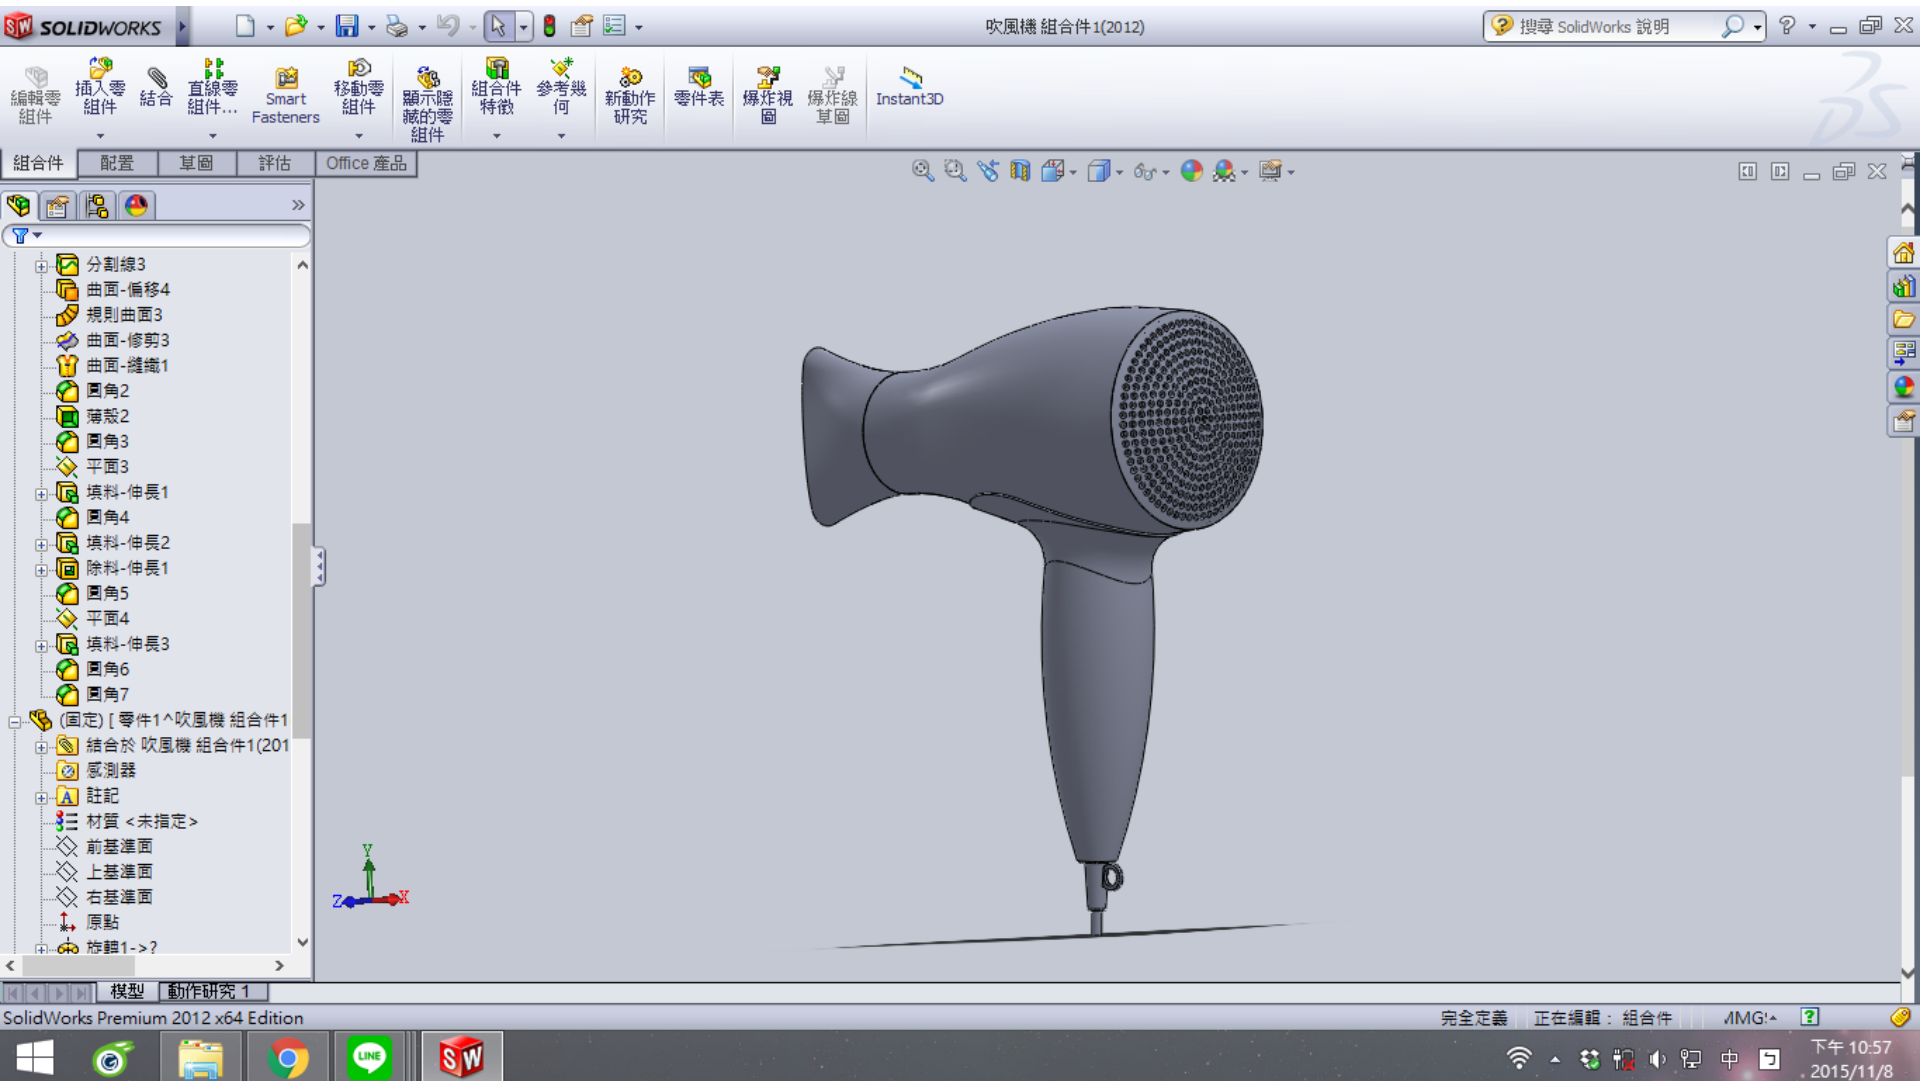 SW SOLIDWORKS
吹風機 組合件1(2012)
搜尋 SolidWorks 說明
編輯零組件
插入零組件
結合
直線零組件...
Smart Fasteners
移動零組件
顯示隱藏的零組件
組合件特徵
參考幾何
新動作研究
零件表
爆炸視圖
爆炸線草圖
Instant3D
組合件
配置
草圖
評估
Office 產品
分割線3
曲面-偏移4
規則曲面3
曲面-修剪3
曲面-縫織1
圓角2
薄殼2
圓角3
平面3
填料-伸長1
圓角4
填料-伸長2
除料-伸長1
圓角5
平面4
填料-伸長3
圓角6
圓角7
(固定) [ 零件1^吹風機 組合件1
結合於 吹風機 組合件1(201
感測器
註記
材質 <未指定>
前基準面
上基準面
右基準面
原點
旋轉1->?
Y
Z
X
模型
動作研究 1
SolidWorks Premium 2012 x64 Edition
完全定義
正在編輯： 組合件
LINE
SW
中
ㄅ
下午 10:57
2015/11/8